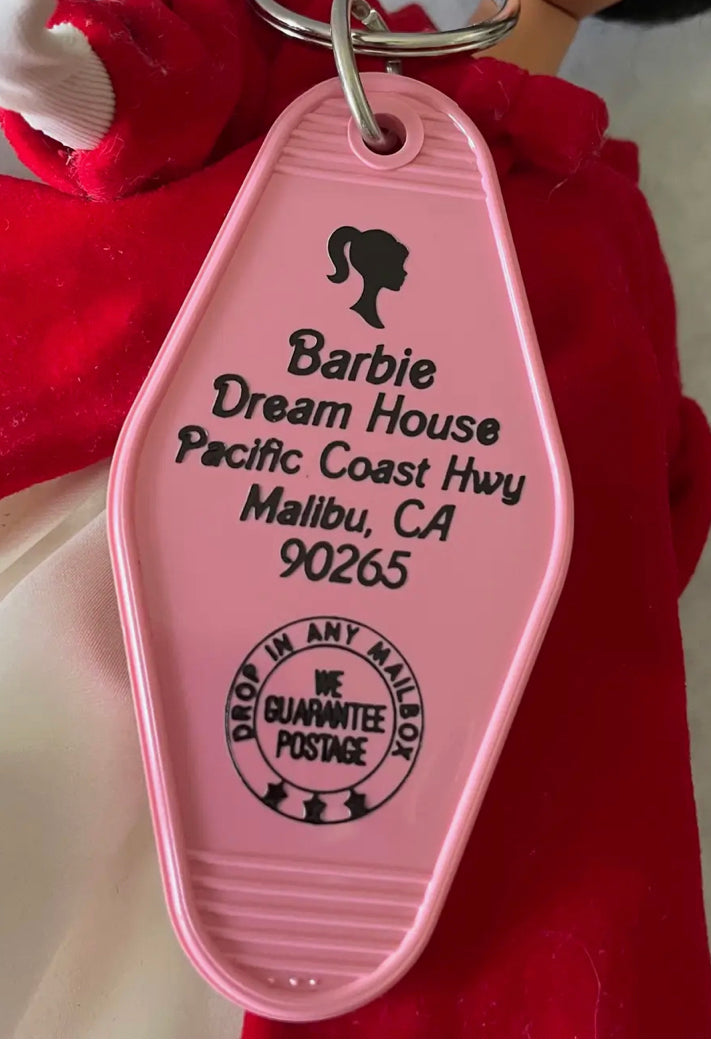 Barbie
Dream House
Pacific Coast Hwy
Malibu, CA
90265
DROP IN ANY MAILBOX
WE
GUARANTEE
POSTAGE